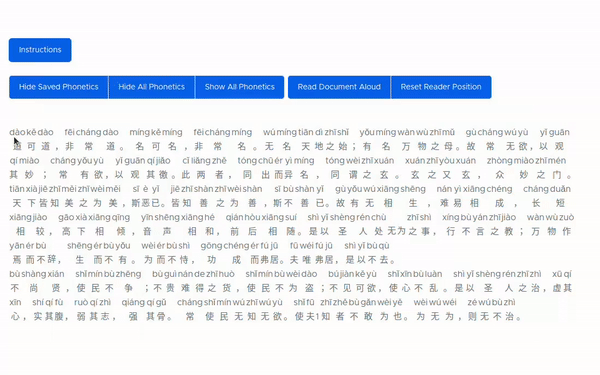 Instructions
Hide Saved Phonetics Hide All Phonetics Show All Phonetics Read Document Aloud Reset Reader Position
dào kě dào fēi cháng dào míng kě míng fēi cháng míng wú míng tiān dì zhī shǐ yǒu míng wàn wù zhī mǔ gù cháng wú yù yǐ guān
道 可 道，非 常 道。 名 可 名，非 常 名 。无 名 天 地 之 始；有 名 万 物 之 母。故 常 无 欲，以 观
qí miào cháng yǒu yù yǐ guān qí jiǎo cǐ liǎng zhě tóng chū ér yì míng tóng wèi zhī xuán xuán zhī yòu xuán zhòng miào zhī mén
其 妙 ； 常 有 欲，以 观 其 徼。此 两 者 ， 同 出 而 异 名 ， 同 谓 之 玄 。 玄 之 又 玄 ， 众 妙 之 门 。
tiān xià jiē zhī měi zhī wéi měi sī è yǐ jiē zhī shàn zhī wéi shàn sī bù shàn yǐ gù yǒu wú xiāng shēng nán yì xiāng chéng cháng duǎn
天 下 皆 知 美 之 为 美 ，斯恶已。皆 知 善 之 为 善 ，斯 不 善 已。故 有 无 相 生 ，难 易 相 成 ， 长 短
xiāng jiào gāo xià xiāng qīng yīn shēng xiāng hé qián hòu xiāng suí shì yǐ shèng rén chù zhī shì xíng bù yán zhī jiào wàn wù zuò
相 较 ，高 下 相 倾 ，音 声 相 和，前 后 相 随。是 以 圣 人 处无为之 事，行 不 言 之 教；万 物 作
yān ér bù shēng ér bù yǒu wéi ér bù shì gōng chéng ér fú jū fū wéi fú jū shì yǐ bù qù
焉 而 不 辞， 生 而 不 有 。为 而 不 恃， 功 成 而弗居。夫 唯 弗居，是 以 不 去。
bù shàng xián shǐ mín bù zhēng bù guì nán de zhī huò shǐ mín bù wéi dào bú jiàn kě yù shǐ xīn bù luàn shì yǐ shèng rén zhī zhì xū qí
不 尚 贤 ，使 民 不 争 ；不 贵 难 得 之 货，使 民 不 为 盗；不 见 可 欲，使 心 不 乱 。是 以 圣 人 之 治，虚其
xīn shí qí fù ruò qí zhì qiáng qí gǔ cháng shǐ mín wú zhī wú yù shǐ fū zhī zhě bù gǎn wéi yě wéi wú wéi zé wú bù zhì
心，实 其腹，弱 其志， 强 其骨。 常 使 民 无 知 无 欲。使夫1知 者 不 敢 为 也。 为 无 为，则 无 不 治。